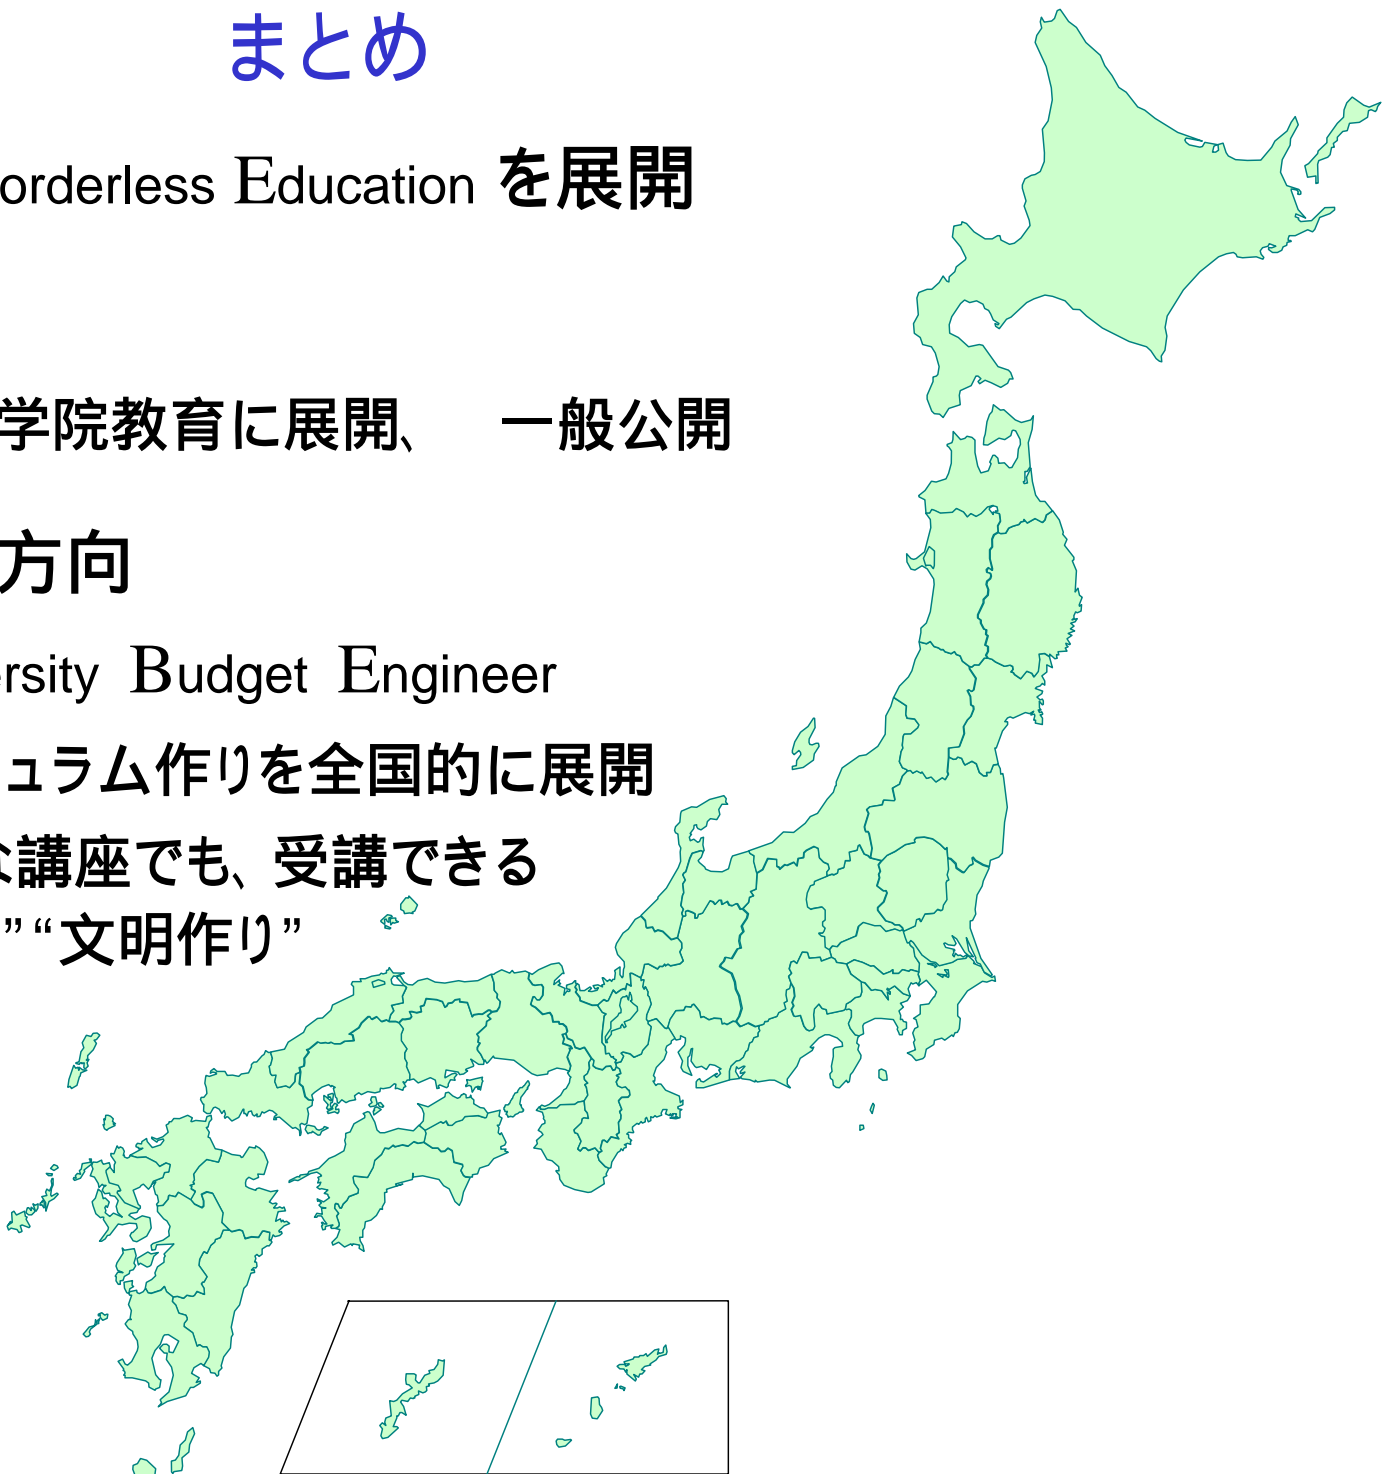 まとめ
orderless Education を展開
学院教育に展開、 一般公開
方向
ersity Budget Engineer
ュラム作りを全国的に展開
な講座でも、受講できる
” “文明作り”